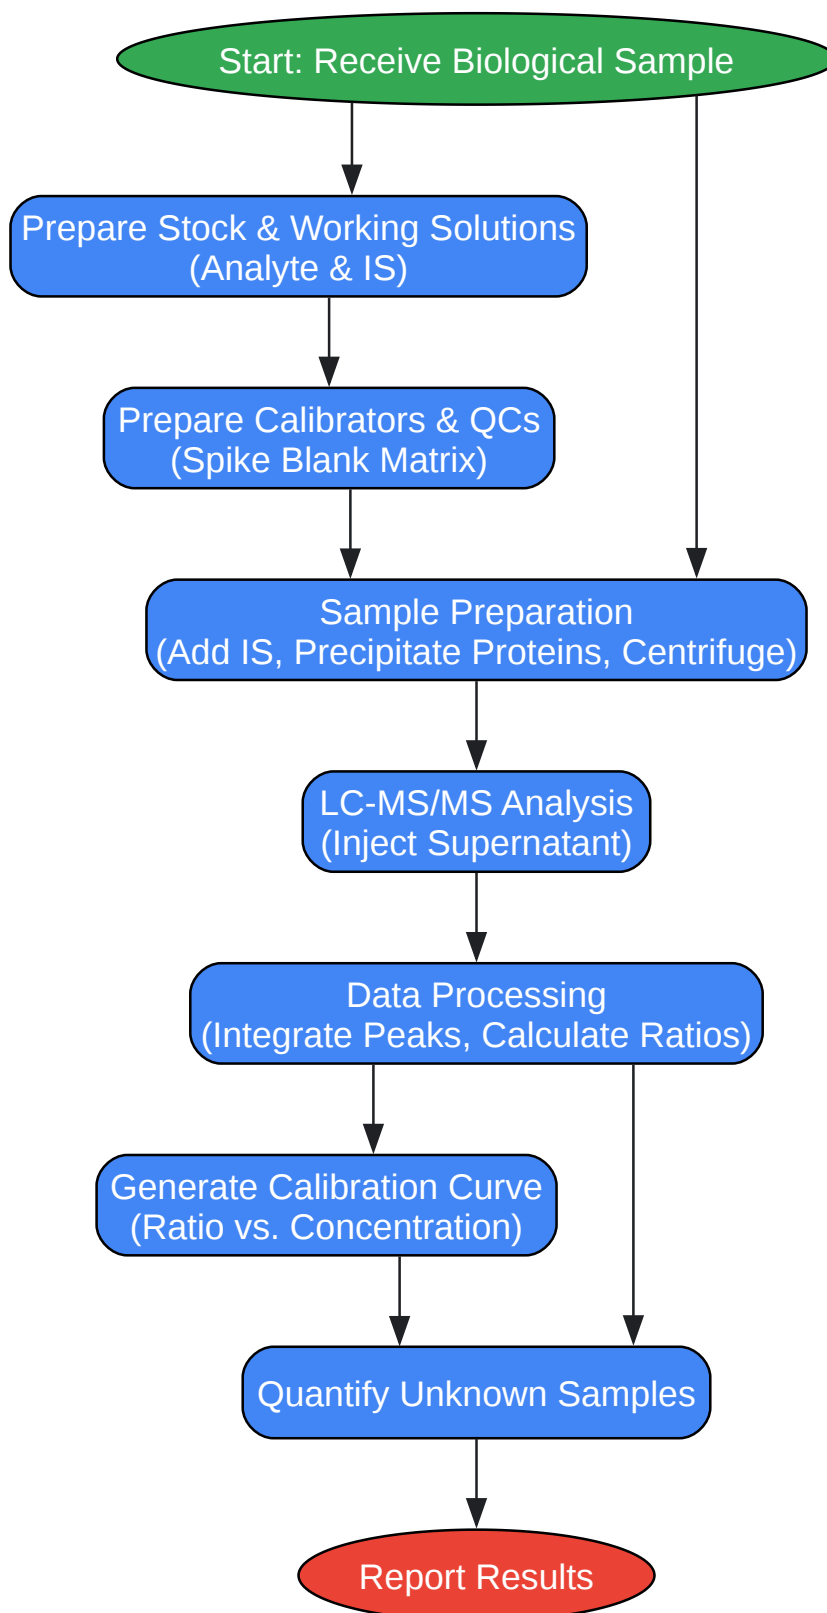 Start: Receive Biological Sample
Prepare Stock & Working Solutions
(Analyte & IS)
Prepare Calibrators & QCs
(Spike Blank Matrix)
Sample Preparation
(Add IS, Precipitate Proteins, Centrifuge)
LC-MS/MS Analysis
(Inject Supernatant)
Data Processing
(Integrate Peaks, Calculate Ratios)
Generate Calibration Curve
(Ratio vs. Concentration)
Quantify Unknown Samples
Report Results